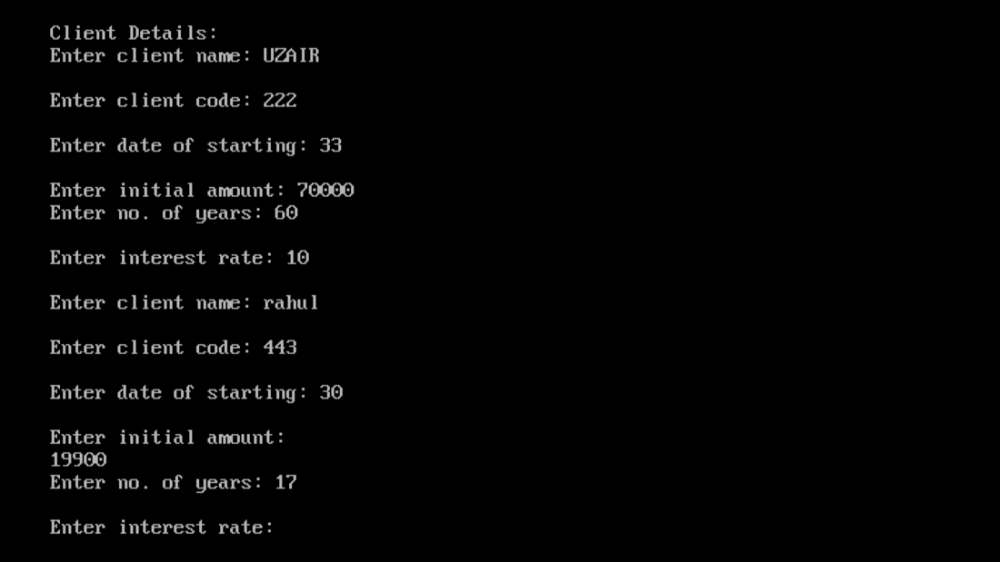 Client Details:
Enter client name: UZAIR
Enter client code: 222
Enter date of starting: 33
Enter initial amount: 70000
Enter no. of years: 60
Enter interest rate: 10
Enter client name: rahul
Enter client code: 443
Enter date of starting: 30
Enter initial amount:
19900
Enter no. of years: 17
Enter interest rate: